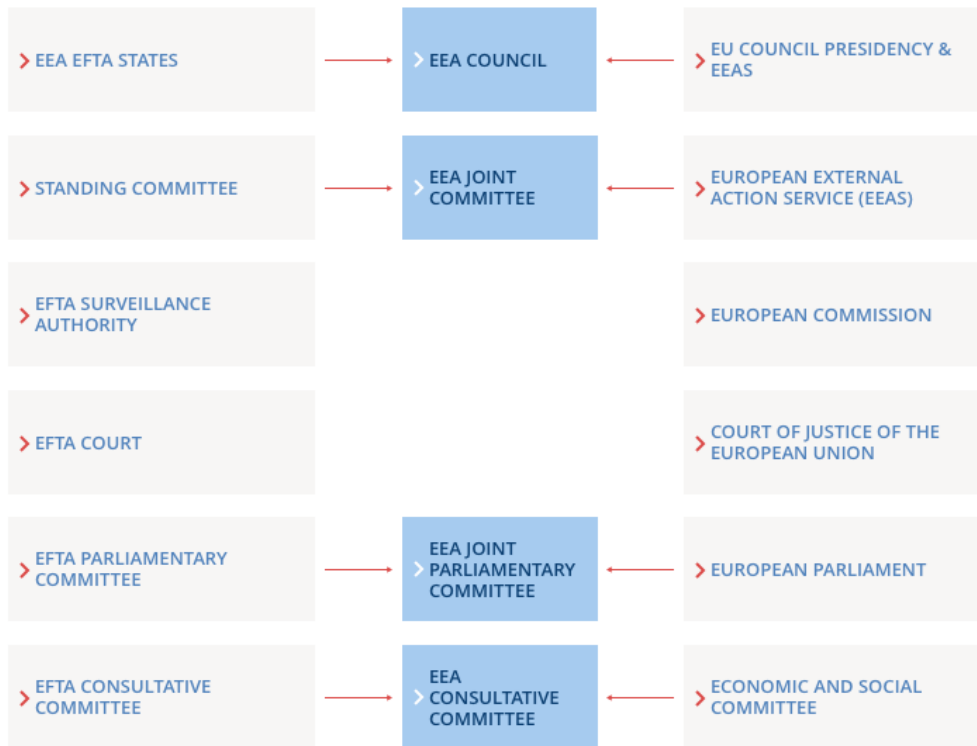 EEA EFTA STATES
EEA COUNCIL
EU COUNCIL PRESIDENCY &
EEAS
STANDING COMMITTEE
EEA JOINT
COMMITTEE
EUROPEAN EXTERNAL
ACTION SERVICE (EEAS)
EFTA SURVEILLANCE
AUTHORITY
EUROPEAN COMMISSION
EFTA COURT
COURT OF JUSTICE OF THE
EUROPEAN UNION
EFTA PARLIAMENTARY
COMMITTEE
EEA JOINT
PARLIAMENTARY
COMMITTEE
EUROPEAN PARLIAMENT
EFTA CONSULTATIVE
COMMITTEE
EEA
CONSULTATIVE
COMMITTEE
ECONOMIC AND SOCIAL
COMMITTEE